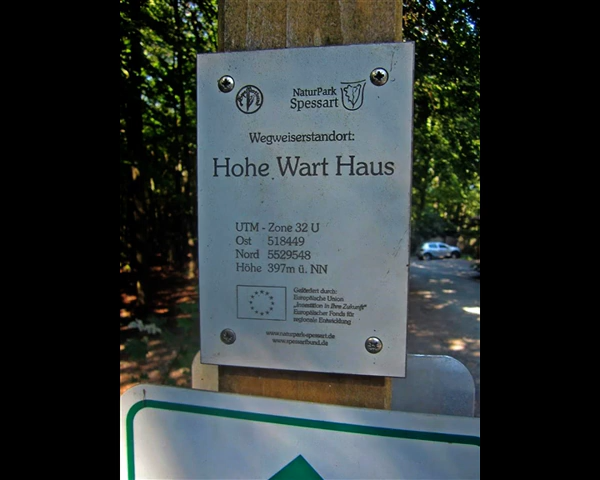 NaturPark
Spessart
Wegweiserstandort:
Hohe Wart Haus
UTM - Zone 32 U
Ost 518449
Nord 5529548
Höhe 397m ü. NN
Gefördert durch:
Europäische Union
„Investition in Ihre Zukunft"
Europäischer Fonds für
regionale Entwicklung
www.naturpark-spessart.de
www.spessartbund.de